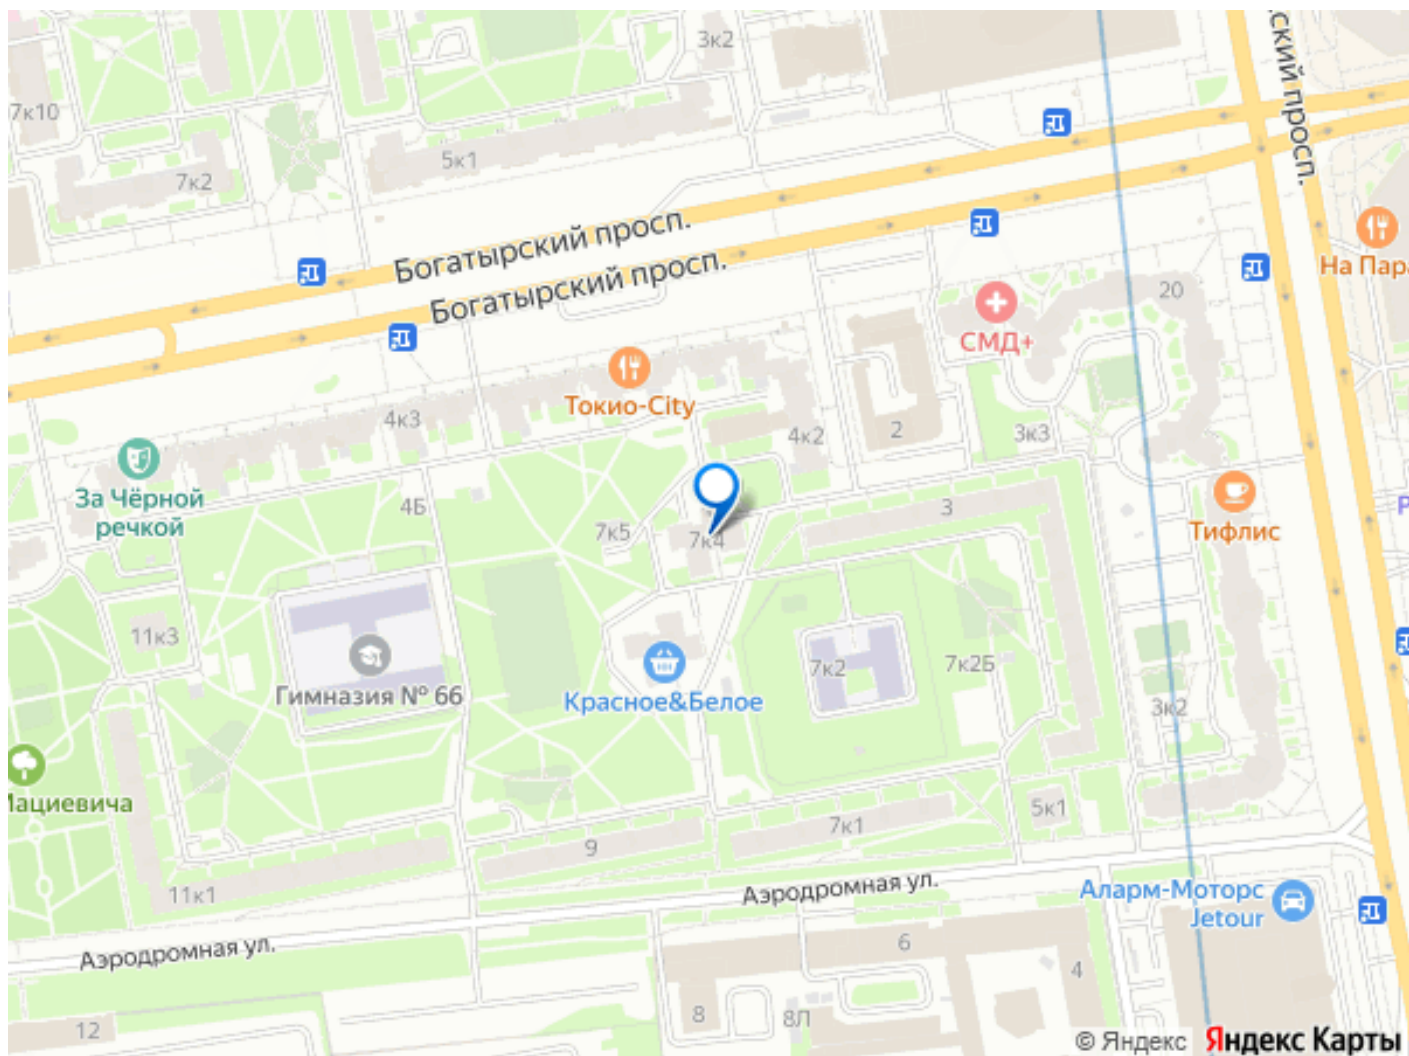 3к2
ский просп.
7к10
5к1
7к2
Богатырский просп.
Богатырский просп.
На Пара
20
СМД+
Токио-City
4к3
4к2
2
3к3
За Чёрной
речкой
4Б
7к5
7к4
3
Тифлис
11к3
Гимназия № 66
7к2
7к2Б
Красное&Белое
3к2
Мациевича
5к1
7к1
9
11к1
Аэродромная ул.
Аларм-Моторс
Jetour
Аэродромная ул.
6
4
8
8Л
12
© Яндекс
Яндекс Карты